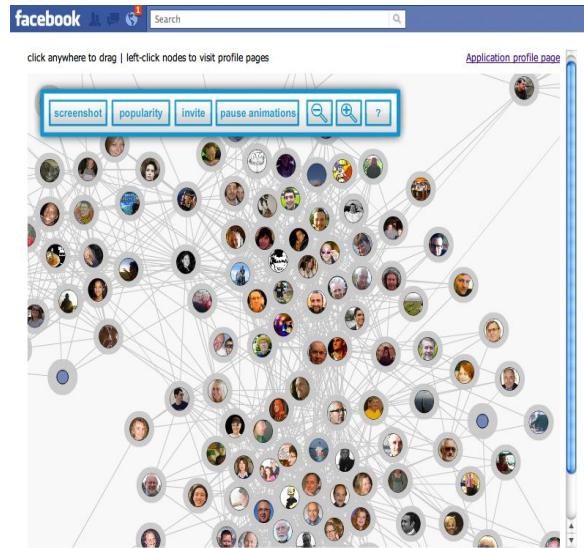 facebook
1
Search
click anywhere to drag | left-click nodes to visit profile pages
Application profile page
screenshot
popularity
invite
pause animations
?